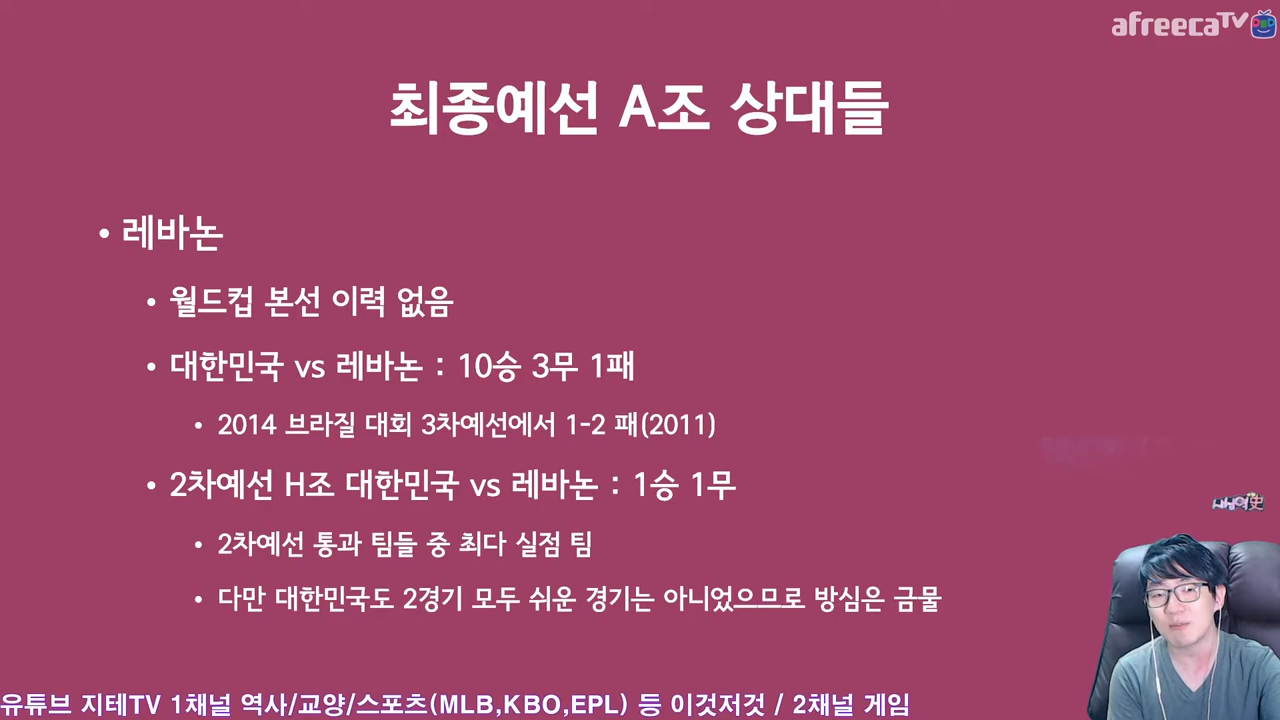 afreecaTV
최종예선 A조 상대들
• 레바논
• 월드컵 본선 이력 없음
• 대한민국 vs 레바논 : 10승 3무 1패
• 2014 브라질 대회 3차예선에서 1-2 패(2011)
• 2차예선 H조 대한민국 vs 레바논 : 1승 1무
• 2차예선 통과 팀들 중 최다 실점 팀
• 다만 대한민국도 2경기 모두 쉬운 경기는 아니었으므로 방심은 금물
유튜브 지테TV 1채널 역사/교양/스포츠(MLB,KBO,EPL) 등 이것저것 / 2채널 게임